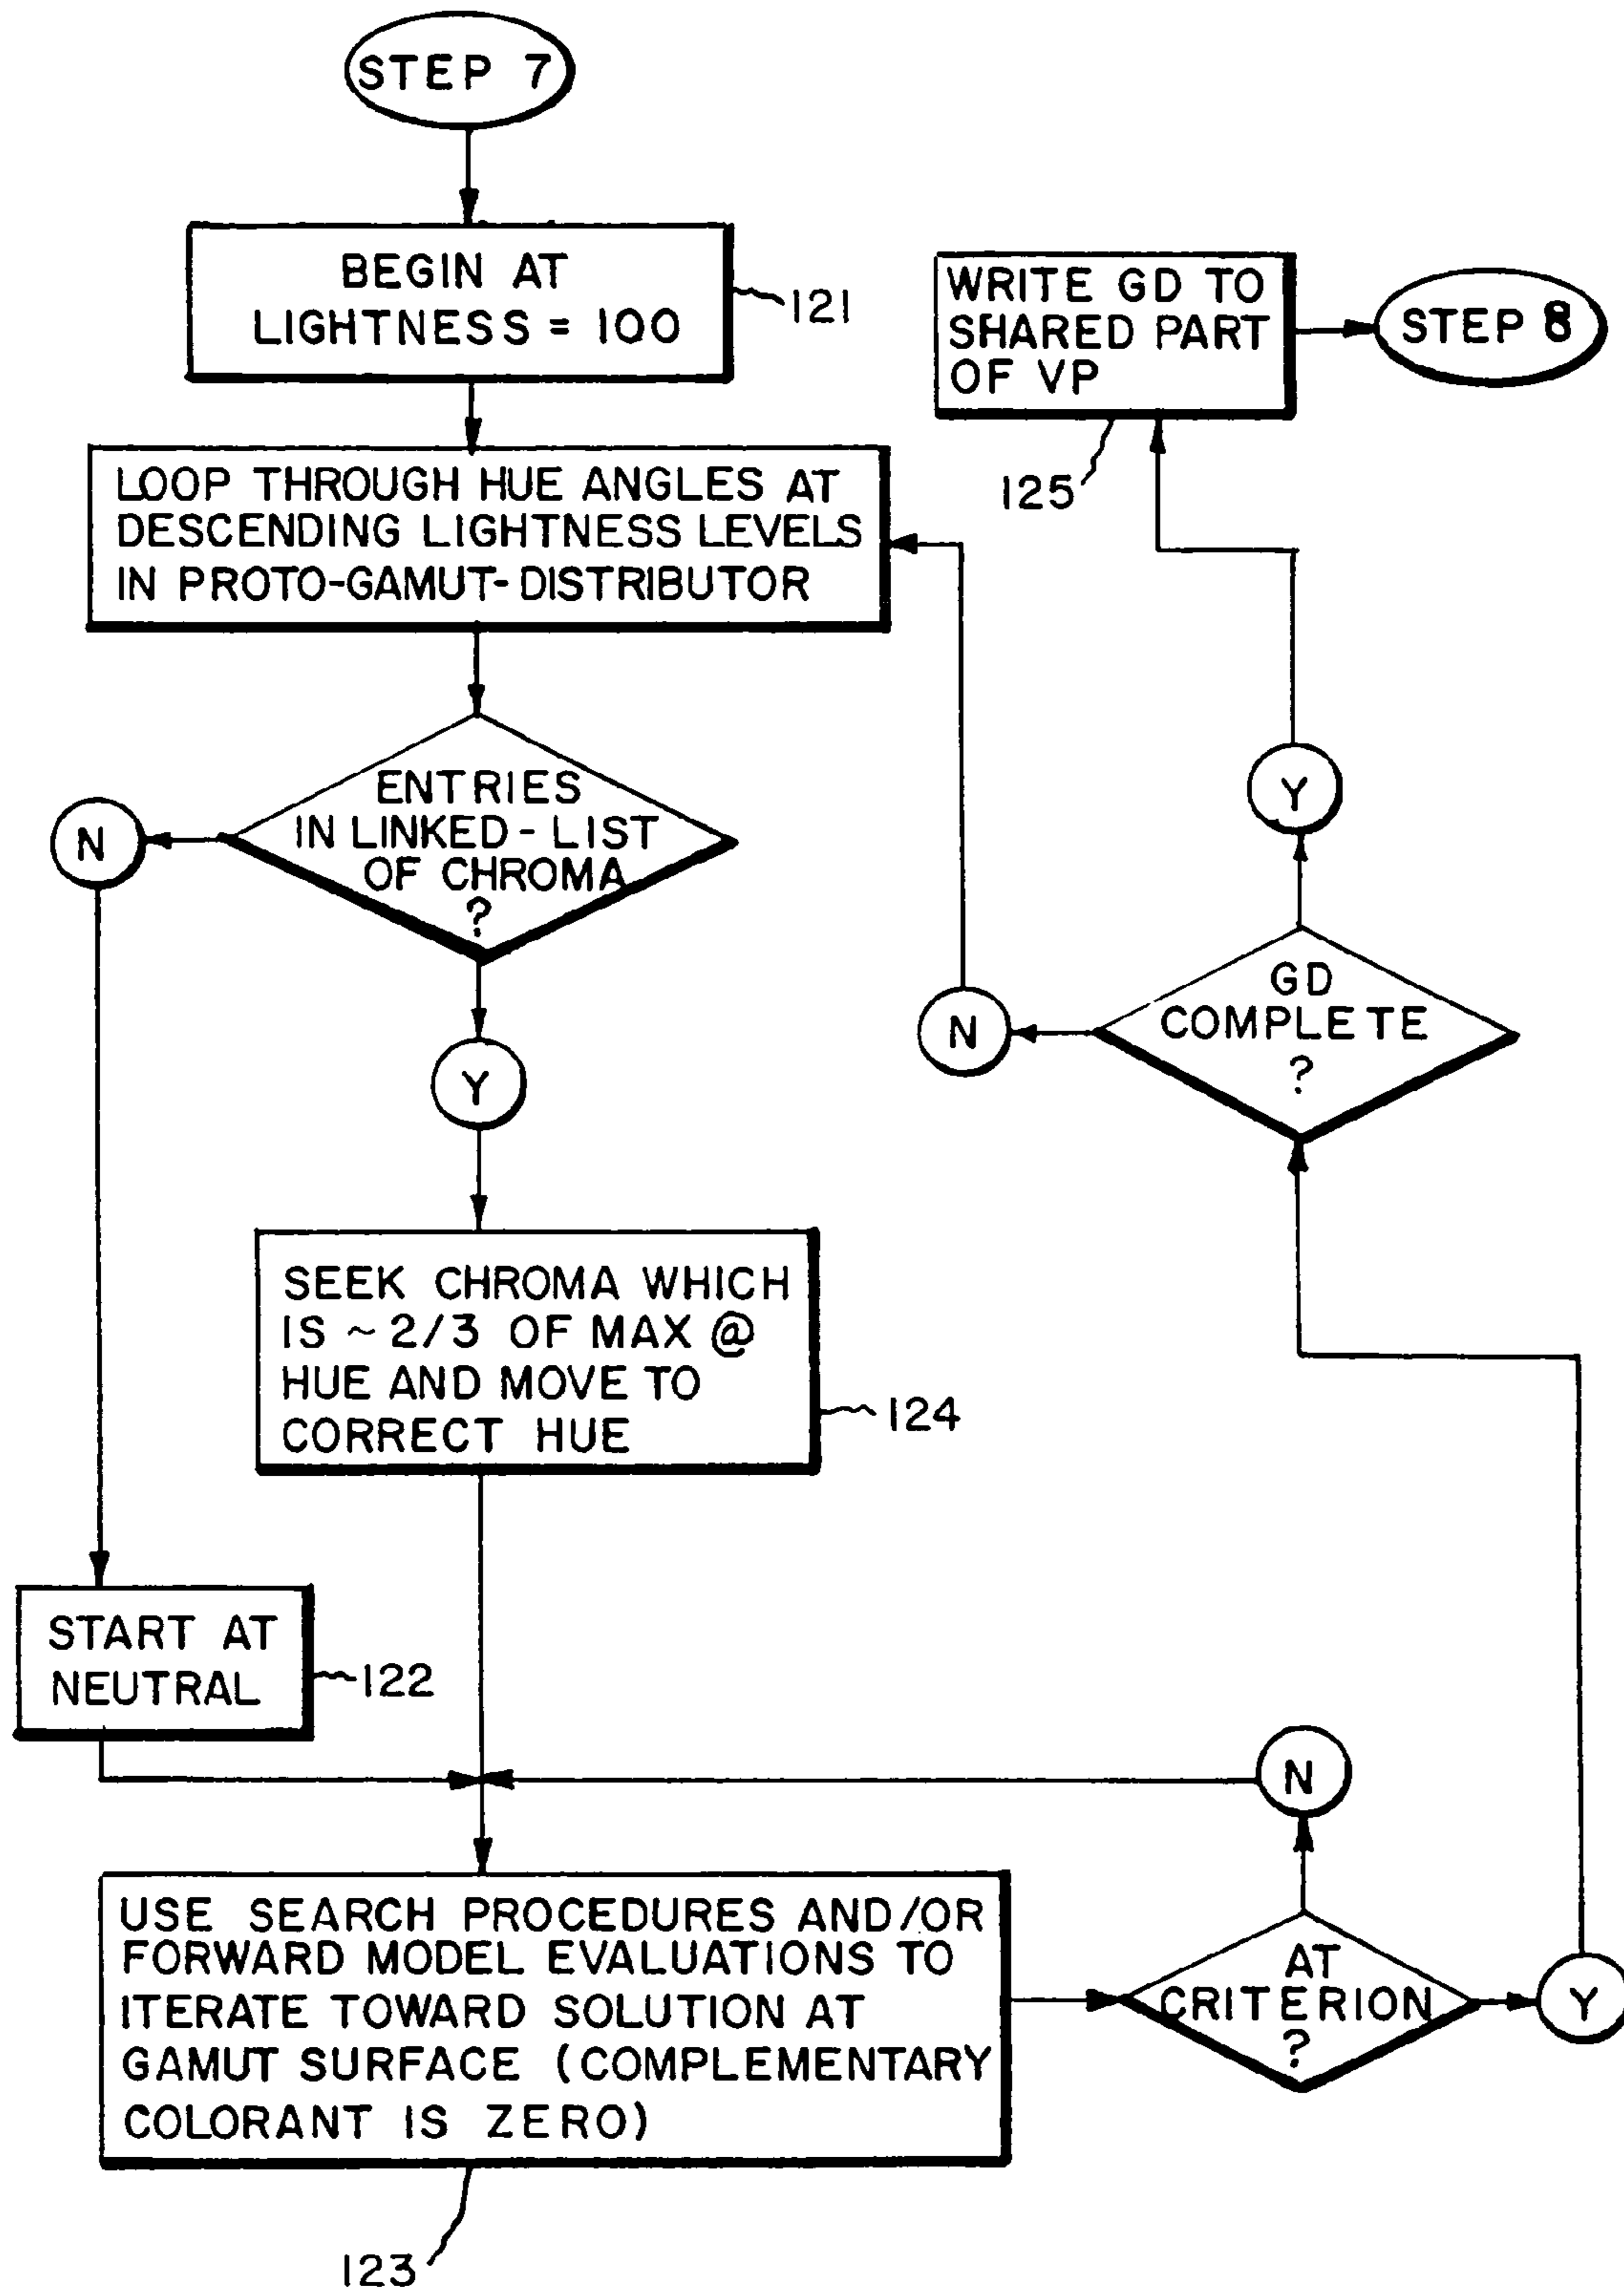 STEP 7
BEGIN AT
LIGHTNESS = 100
121
LOOP THROUGH HUE ANGLES AT
DESCENDING LIGHTNESS LEVELS
IN PROTO-GAMUT-DISTRIBUTOR
ENTRIES
IN LINKED-LIST
OF CHROMA
?
N
Y
SEEK CHROMA WHICH
IS ~ 2/3 OF MAX @
HUE AND MOVE TO
CORRECT HUE
124
START AT
NEUTRAL
122
USE SEARCH PROCEDURES AND/OR
FORWARD MODEL EVALUATIONS TO
ITERATE TOWARD SOLUTION AT
GAMUT SURFACE (COMPLEMENTARY
COLORANT IS ZERO)
123
AT
CRITERION
?
N
Y
GD
COMPLETE
?
N
Y
WRITE GD TO
SHARED PART
OF VP
125
STEP 8